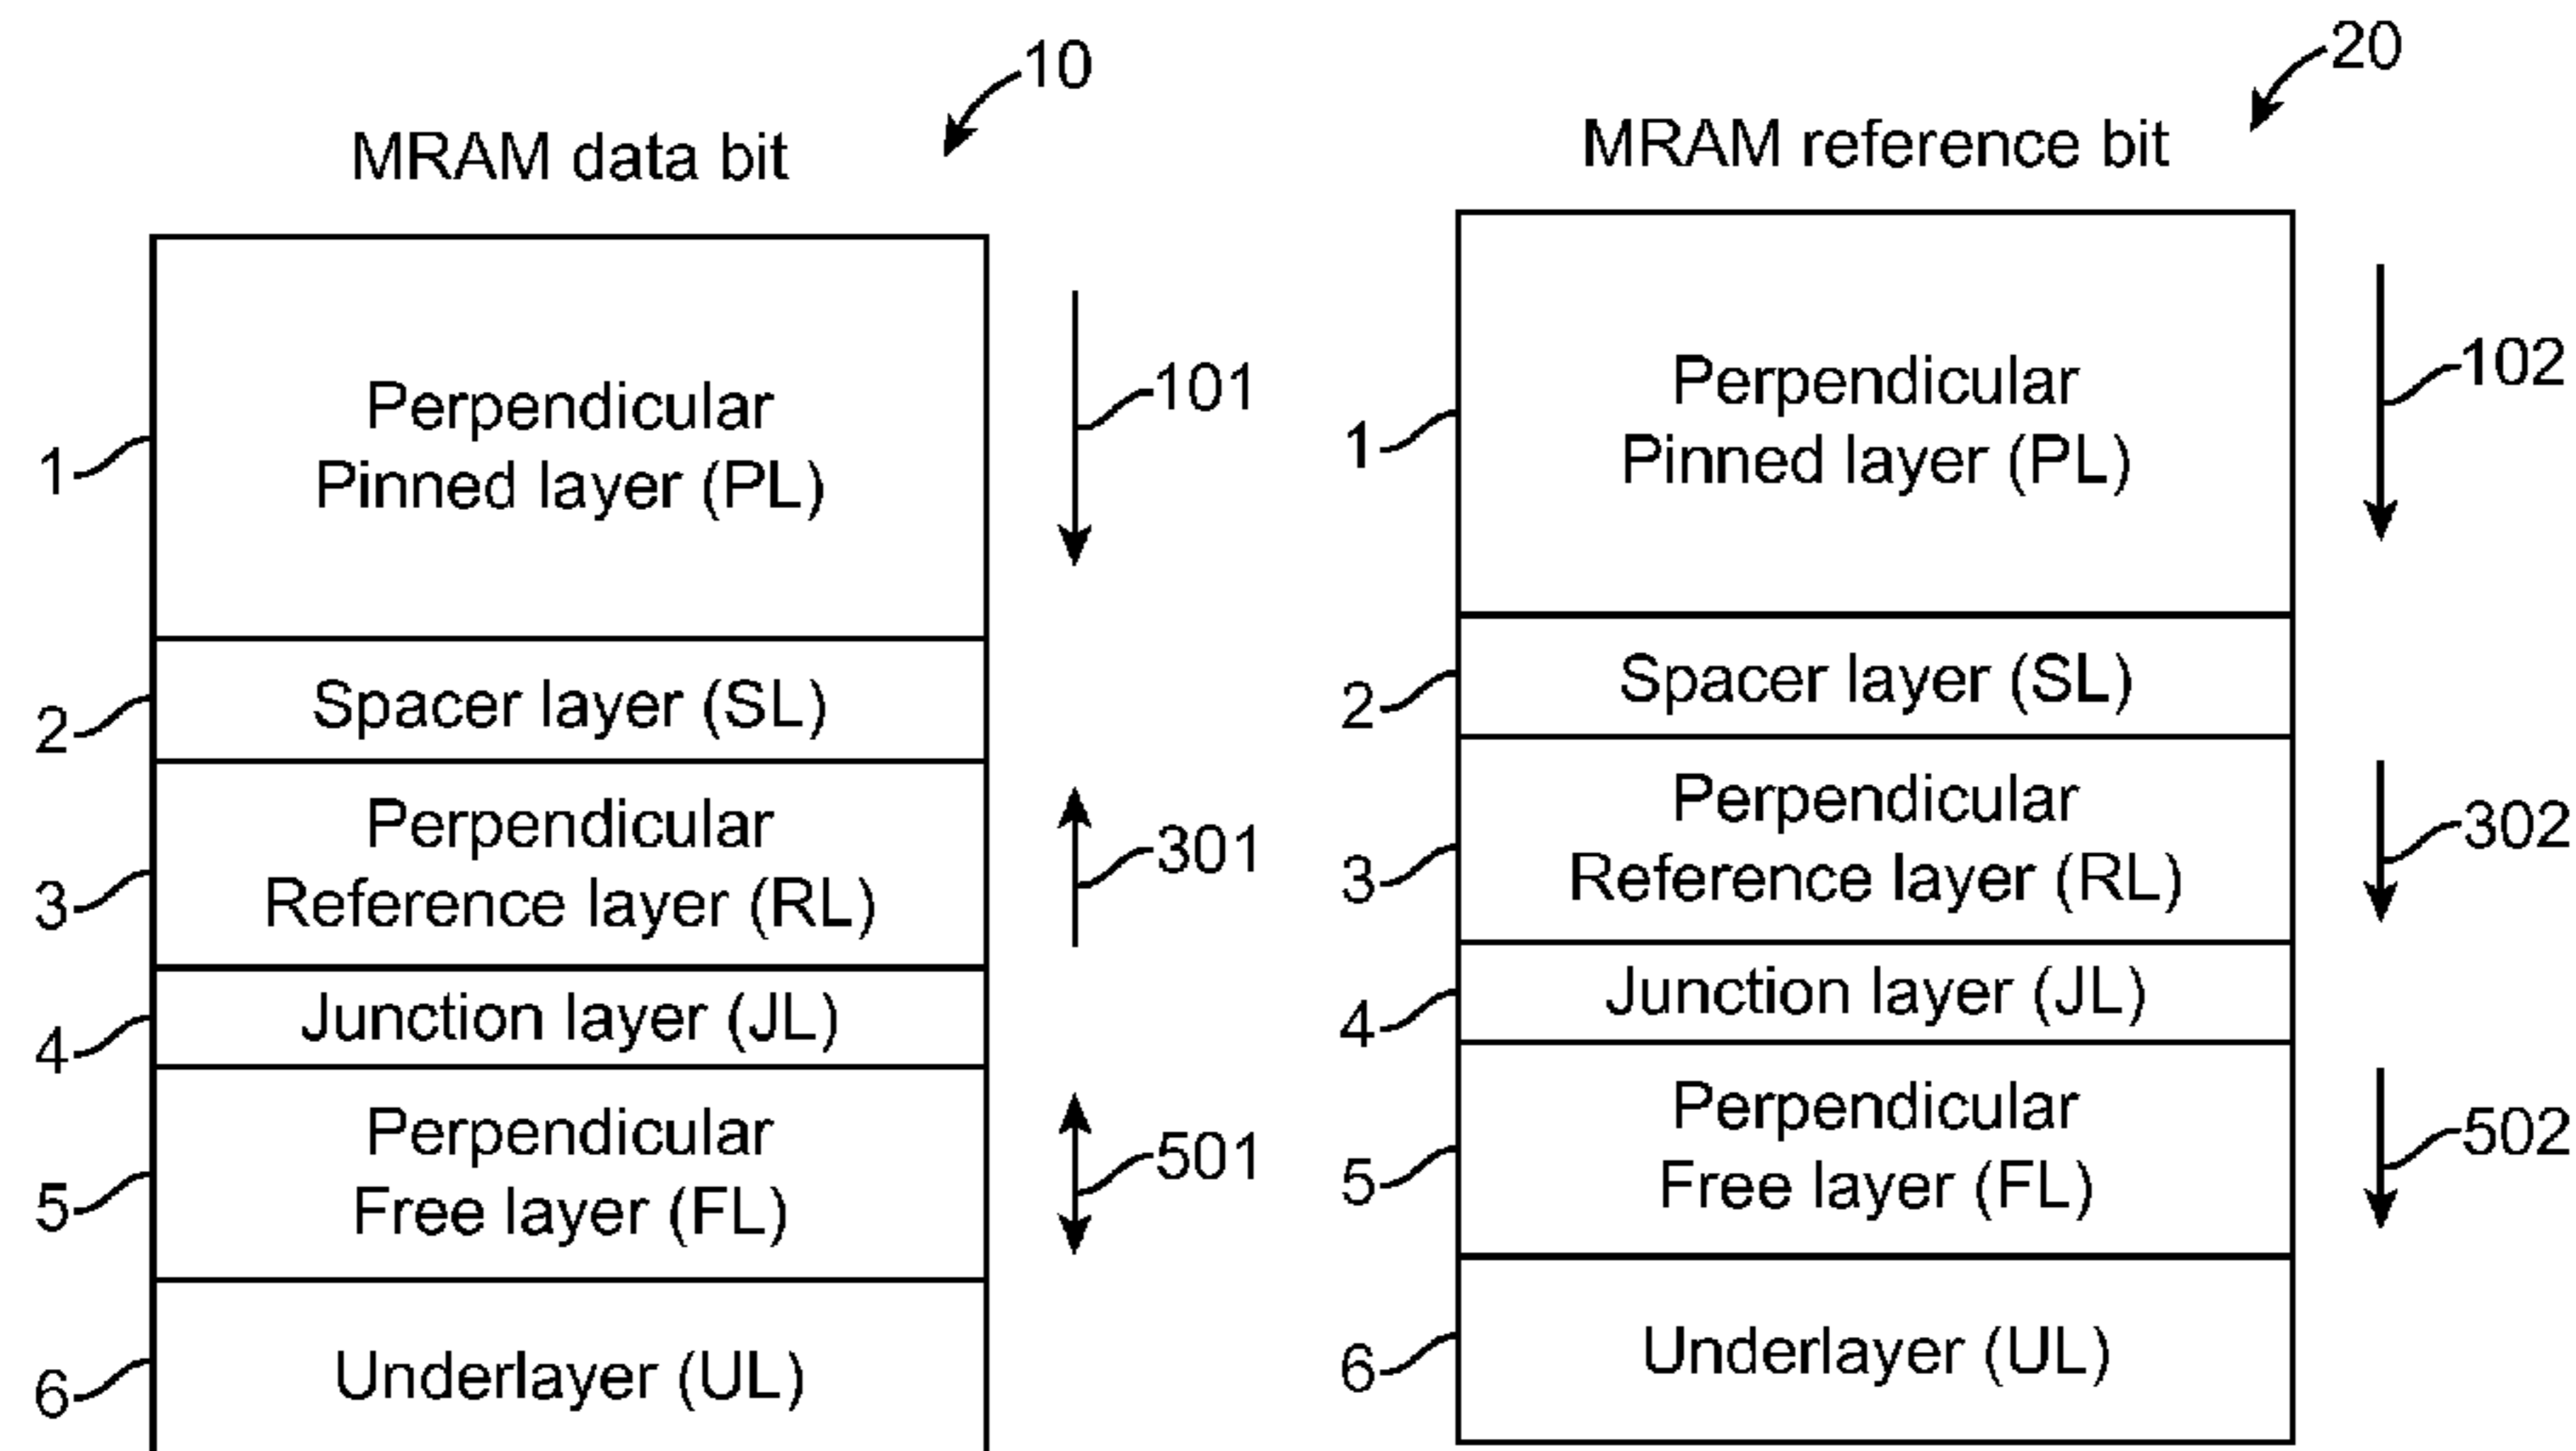 10
MRAM data bit
1
Perpendicular
Pinned layer (PL)
101
2
Spacer layer (SL)
3
Perpendicular
Reference layer (RL)
301
4
Junction layer (JL)
5
Perpendicular
Free layer (FL)
501
6
Underlayer (UL)
20
MRAM reference bit
1
Perpendicular
Pinned layer (PL)
102
2
Spacer layer (SL)
3
Perpendicular
Reference layer (RL)
302
4
Junction layer (JL)
5
Perpendicular
Free layer (FL)
502
6
Underlayer (UL)